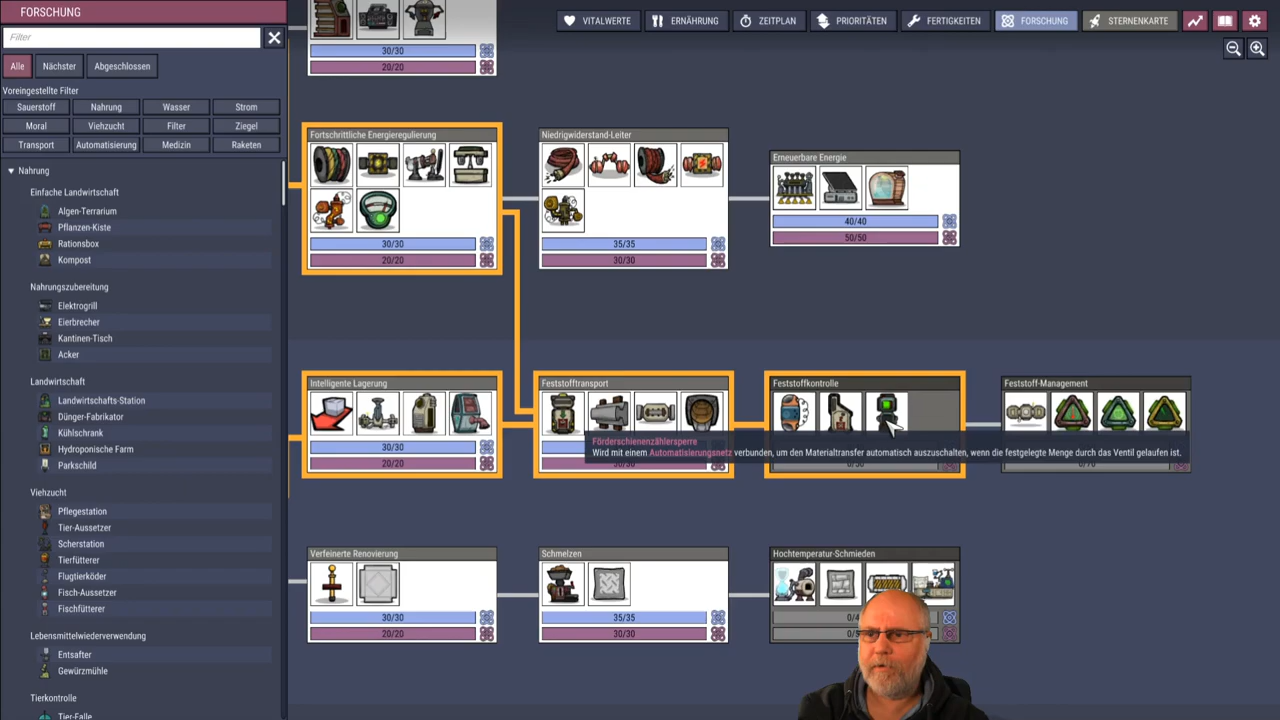 FORSCHUNG
Filter
Alle
Nächster
Abgeschlossen
Voreingestellte Filter
Sauerstoff
Nahrung
Wasser
Strom
Moral
Viehzucht
Filter
Ziegel
Transport
Automatisierung
Medizin
Raketen
Nahrung
Einfache Landwirtschaft
Algen-Terrarium
Pflanzen-Kiste
Rationsbox
Kompost
Nahrungszubereitung
Elektrogrill
Eierbrecher
Kantinen-Tisch
Acker
Landwirtschaft
Landwirtschafts-Station
Dünger-Fabrikator
Kühlschrank
Hydroponische Farm
Parkschild
Viehzucht
Pflegestation
Tier-Aussetzer
Scherstation
Tierfütterer
Flugtierköder
Fisch-Aussetzer
Fischfütterer
Lebensmittelwiederverwendung
Entsafter
Gewürzmühle
Tierkontrolle
Tier-Falle
VITALWERTE
ERNÄHRUNG
ZEITPLAN
PRIORITÄTEN
FERTIGKEITEN
FORSCHUNG
STERNENKARTE
30/30
20/20
Fortschrittliche Energieregulierung
30/30
20/20
Niedrigwiderstand-Leiter
35/35
30/30
Erneuerbare Energie
40/40
50/50
Intelligente Lagerung
30/30
20/20
Feststofftransport
Feststoffkontrolle
Feststoff-Management
Förderschienenzählersperre
Wird mit einem Automatisierungsnetz verbunden, um den Materialtransfer automatisch auszuschalten, wenn die festgelegte Menge durch das Ventil gelaufen ist.
Verfeinerte Renovierung
30/30
20/20
Schmelzen
35/35
30/30
Hochtemperatur-Schmieden